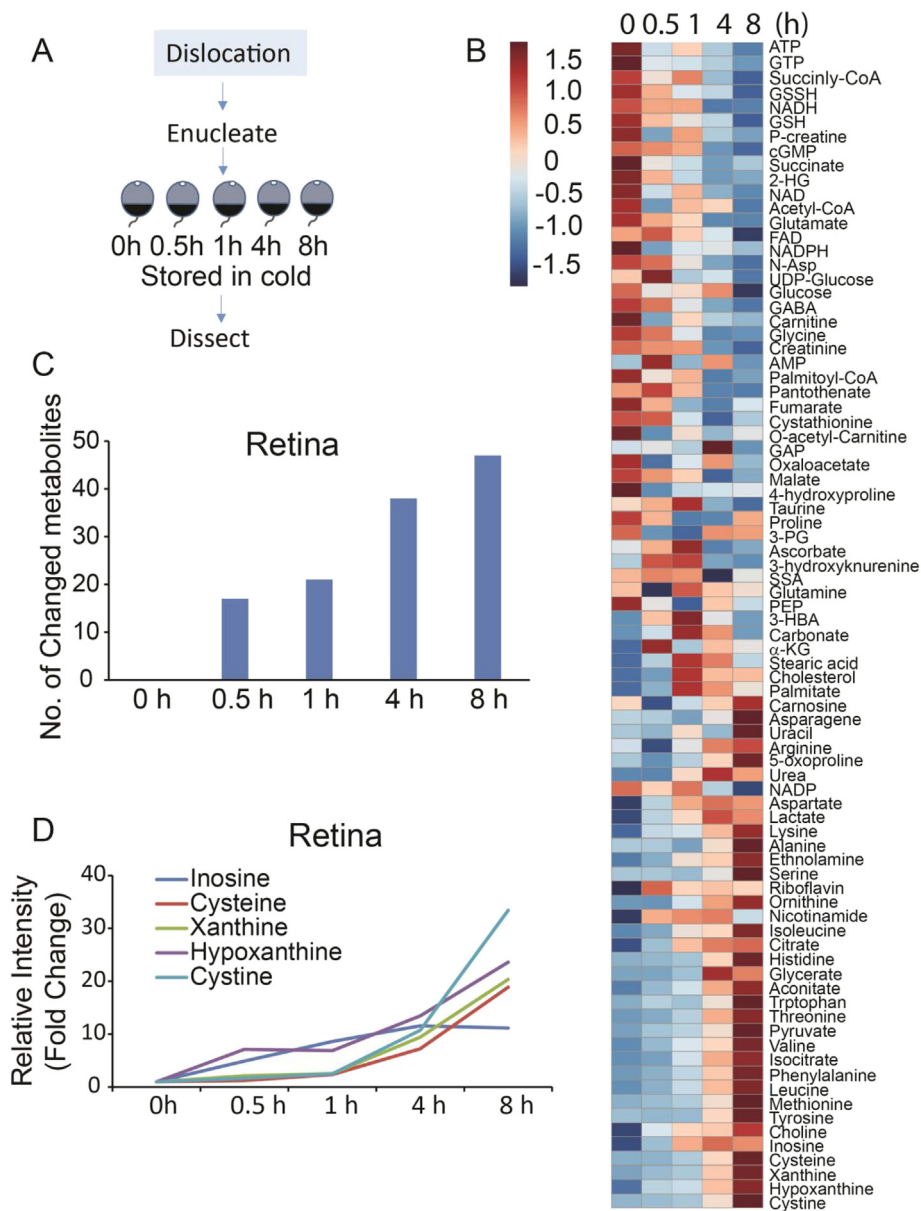 A
Dislocation
Enucleate
0h 0.5h 1h 4h 8h
Stored in cold
Dissect
B
1.5
1.0
0.5
0
-0.5
-1.0
-1.5
0 0.5 1 4 8 (h)
ATP
GTP
Succinly-CoA
GSSH
NADH
GSH
P-creatine
cGMP
Succinate
2-HG
NAD
Acetyl-CoA
Glutamate
FAD
NADPH
N-Asp
UDP-Glucose
Glucose
GABA
Carnitine
Glycine
Creatinine
AMP
Palmitoyl-CoA
Pantothenate
Fumarate
Cystathionine
O-acetyl-Carnitine
GAP
Oxaloacetate
Malate
4-hydroxyproline
Taurine
Proline
3-PG
Ascorbate
3-hydroxyknurenine
SSA
Glutamine
PEP
3-HBA
Carbonate
α-KG
Stearic acid
Cholesterol
Palmitate
Carnosine
Asparagene
Uracil
Arginine
5-oxoproline
Urea
NADP
Aspartate
Lactate
Lysine
Alanine
Ethnolamine
Serine
Riboflavin
Ornithine
Nicotinamide
Isoleucine
Citrate
Histidine
Glycerate
Aconitate
Trptophan
Threonine
Pyruvate
Valine
Isocitrate
Phenylalanine
Leucine
Methionine
Tyrosine
Choline
Inosine
Cysteine
Xanthine
Hypoxanthine
Cystine
C
Retina
No. of Changed metabolites
50
40
30
20
10
0
0 h 0.5 h 1 h 4 h 8 h
D
Retina
Relative Intensity
(Fold Change)
40
30
20
10
0
Inosine
Cysteine
Xanthine
Hypoxanthine
Cystine
0h 0.5 h 1 h 4 h 8 h